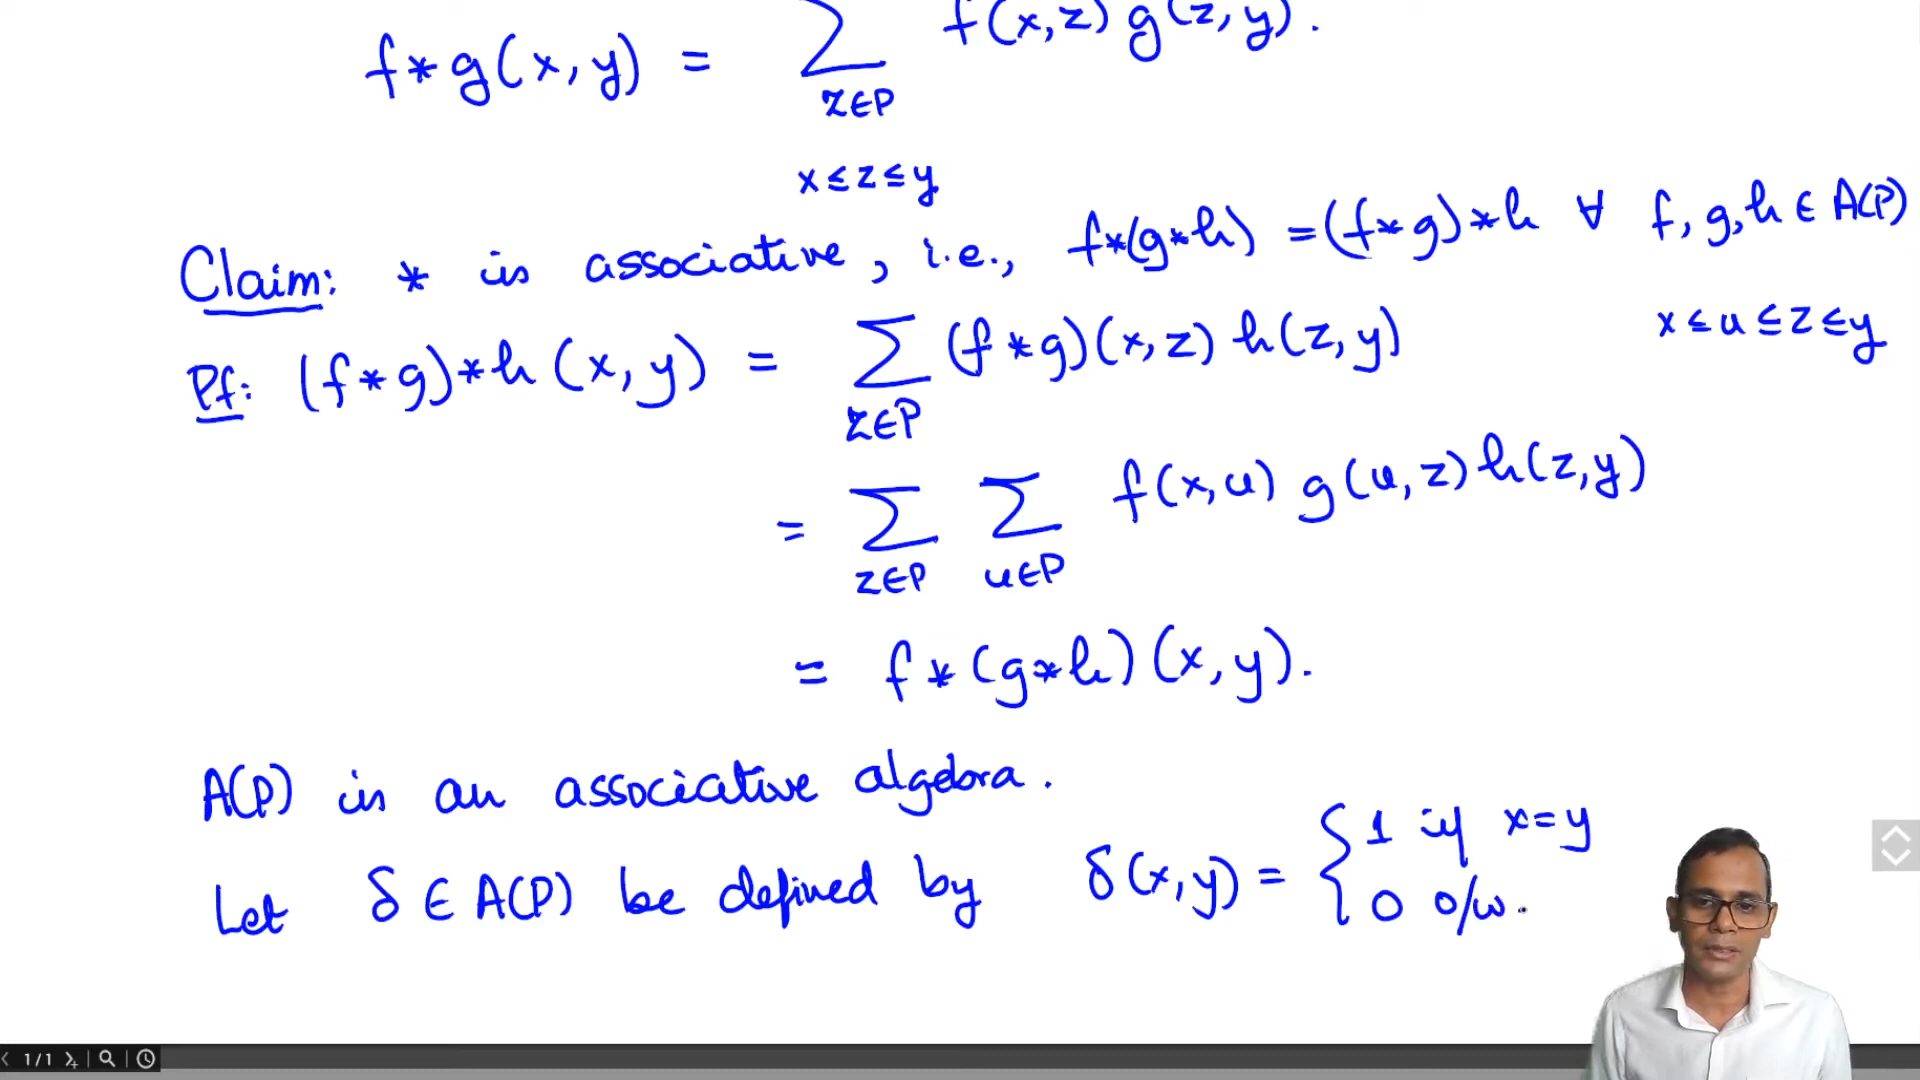 f*g(x,y) = ∑ f(x,z) g(z,y).
z∈P
x≤z≤y
Claim: * is associative, i.e., f*(g*h) = (f*g)*h ∀ f, g, h ∈ A(P)
x≤u≤z≤y
Pf: (f*g)*h (x,y) = ∑ (f*g)(x,z) h(z,y)
z∈P
= ∑ ∑ f(x,u) g(u,z) h(z,y)
z∈P u∈P
= f*(g*h)(x,y).
A(P) is an associative algebra.
Let δ ∈ A(P) be defined by δ(x,y) = { 1 if x=y
0 o/w.
1/1